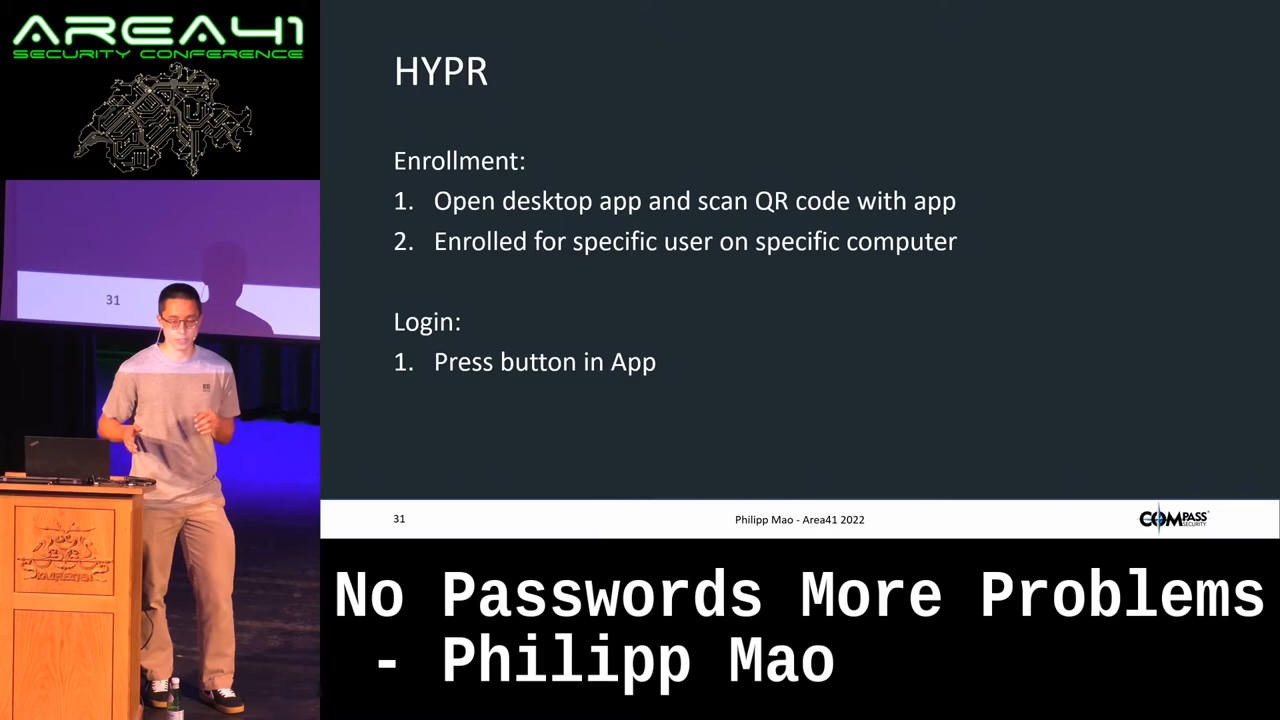 AREA41
SECURITY CONFERENCE
HYPR
Enrollment:
1. Open desktop app and scan QR code with app
2. Enrolled for specific user on specific computer
Login:
1. Press button in App
31
31
Philipp Mao - Area41 2022
COMPASS
SECURITY
No Passwords More Problems
- Philipp Mao